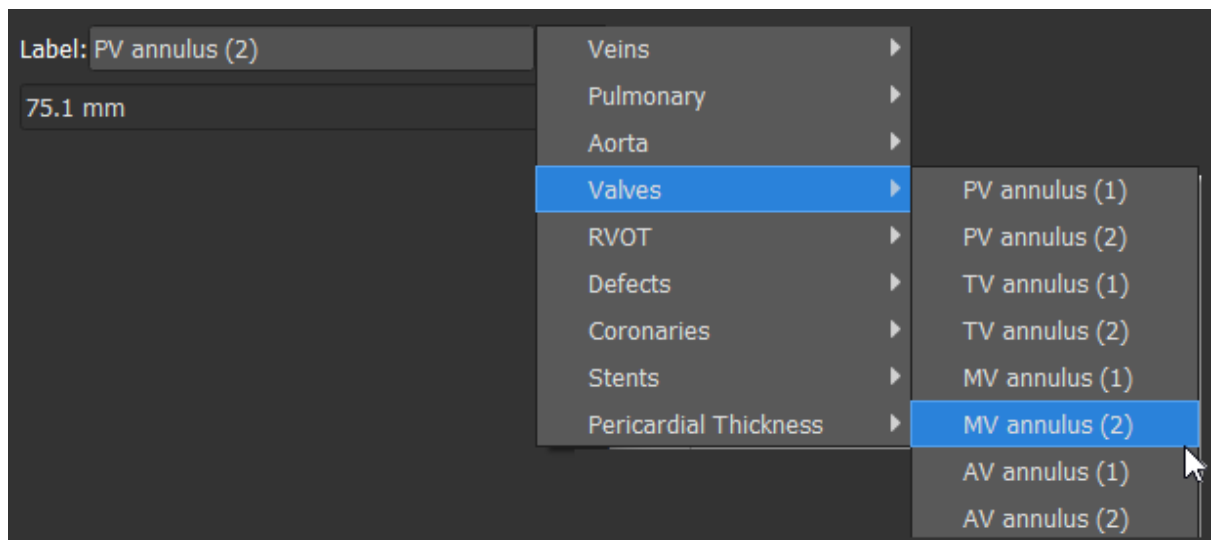 Label: PV annulus (2)
75.1 mm
Veins
Pulmonary
Aorta
Valves
RVOT
Defects
Coronaries
Stents
Pericardial Thickness
PV annulus (1)
PV annulus (2)
TV annulus (1)
TV annulus (2)
MV annulus (1)
MV annulus (2)
AV annulus (1)
AV annulus (2)